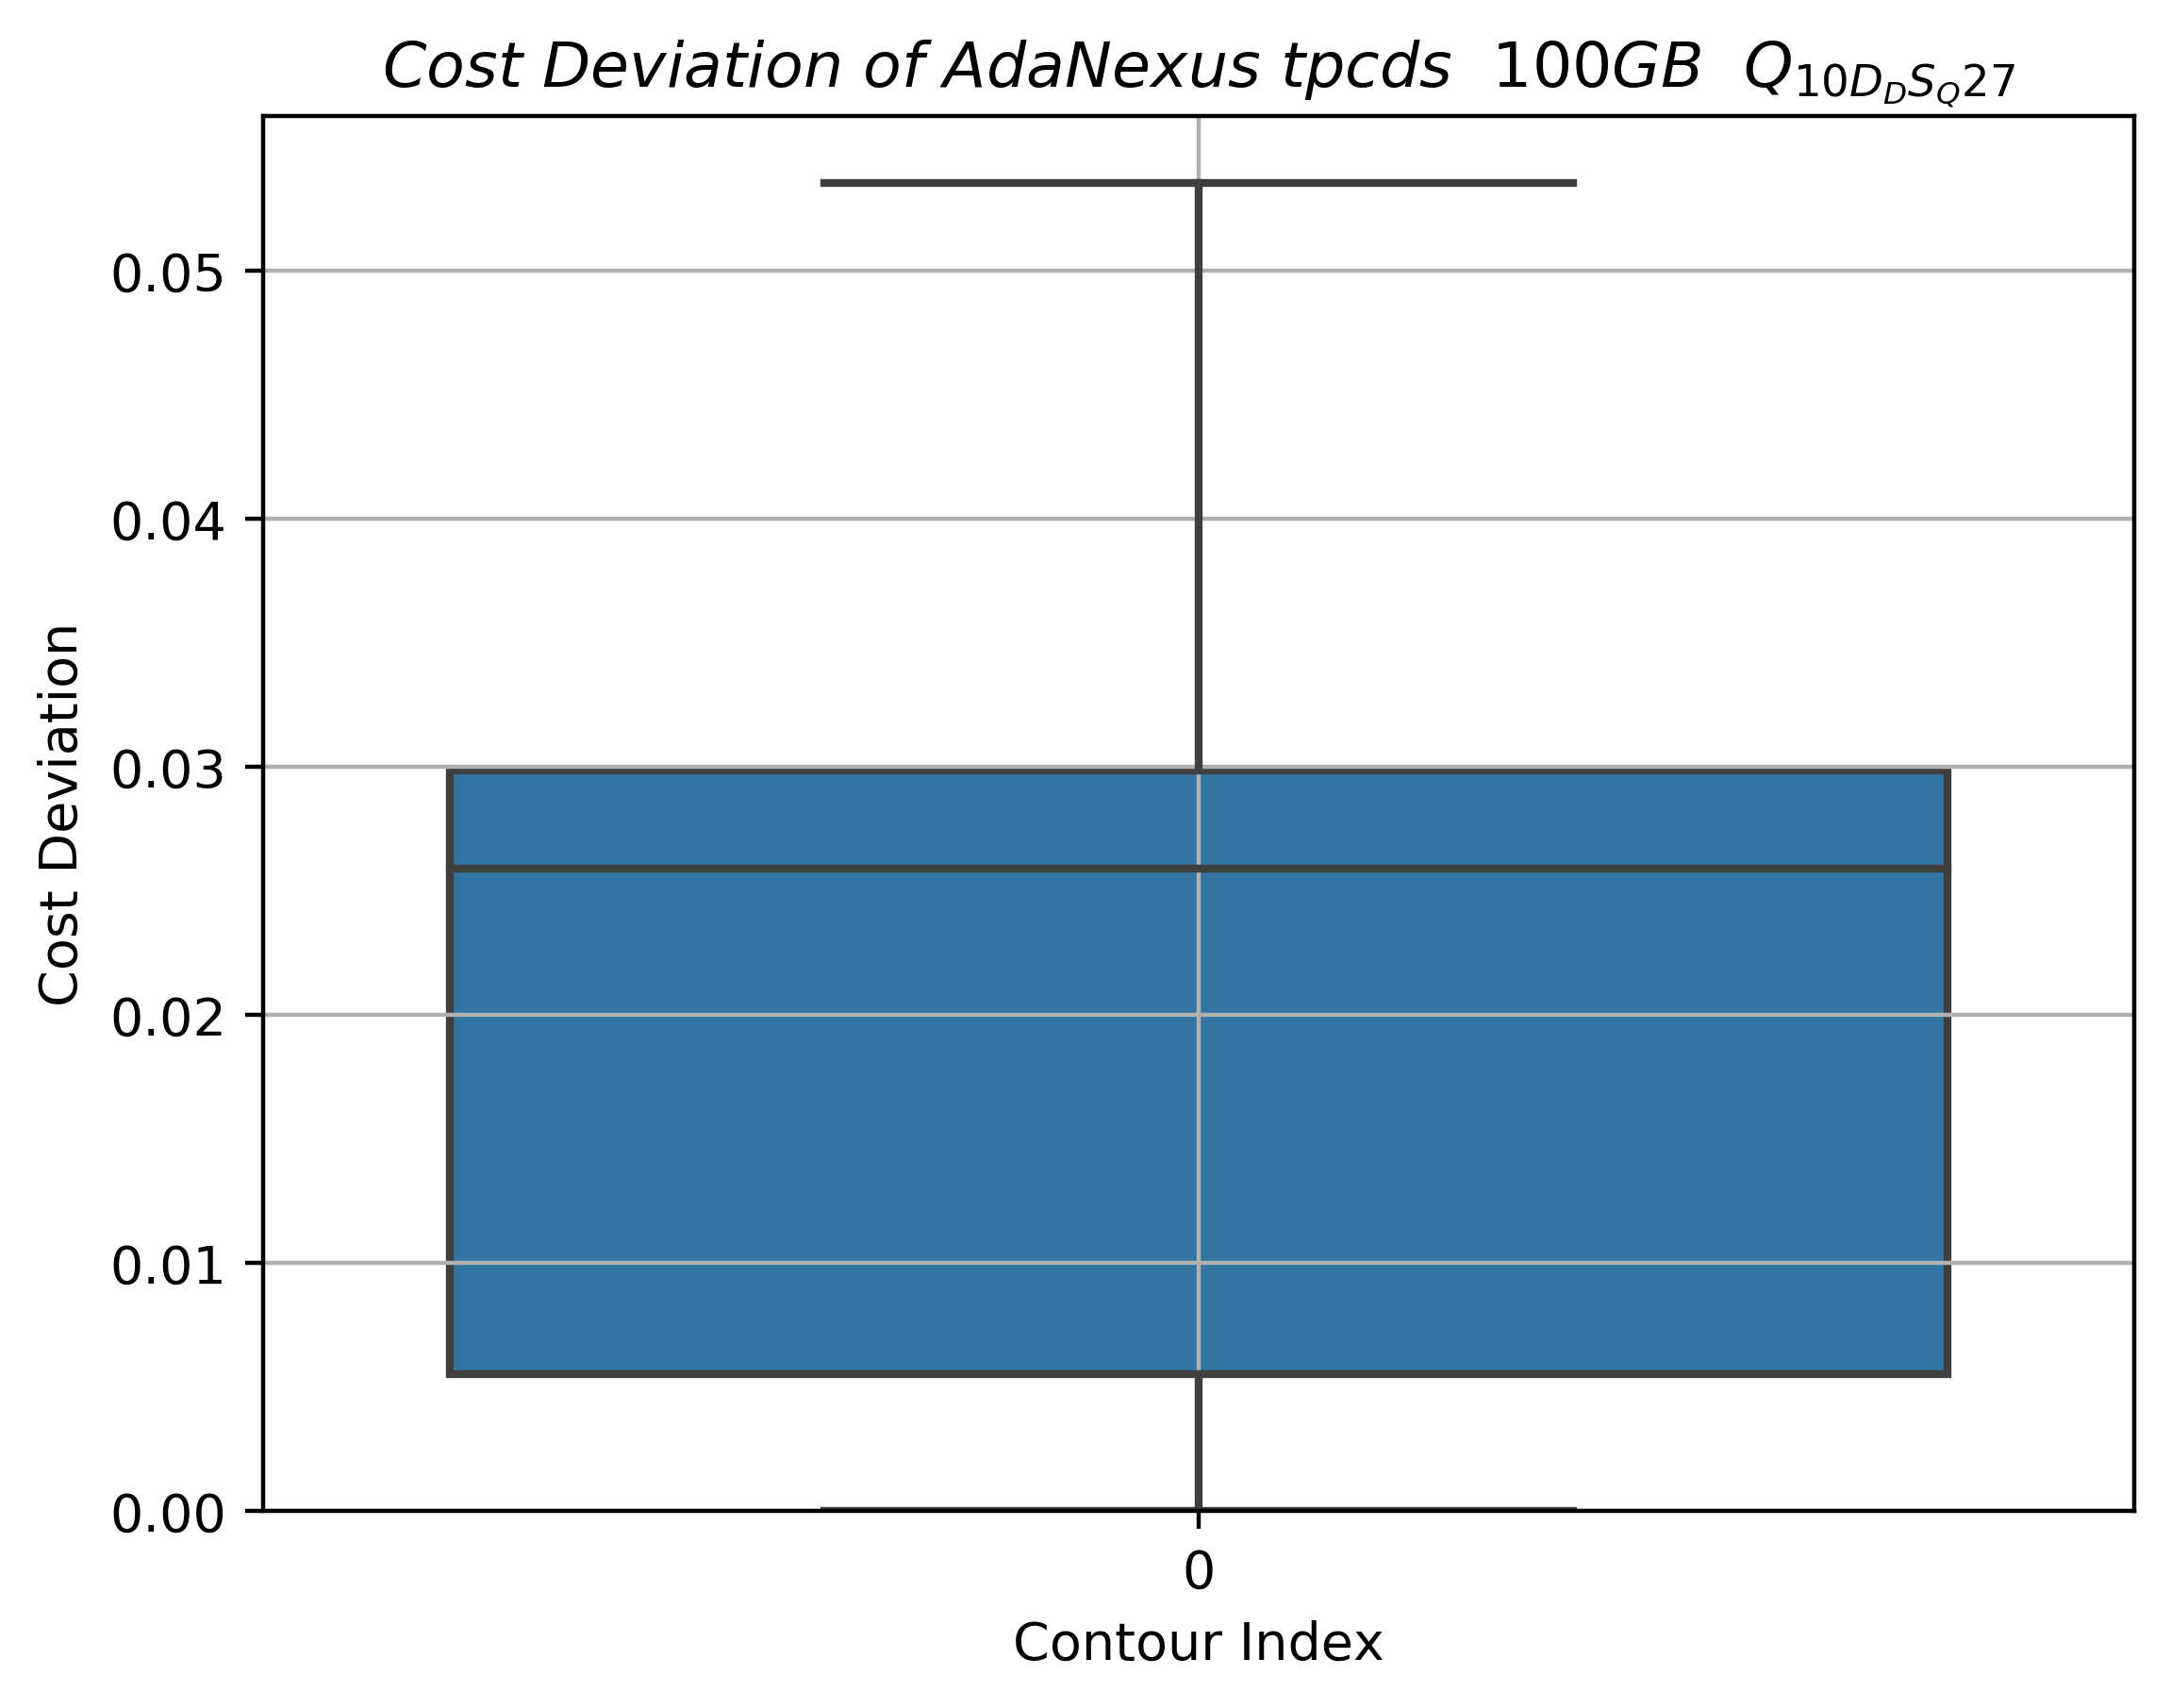 Cost Deviation of AdaNexus tpcds 100GB Q10DDSQ27
0.05
0.04
0.03
0.02
0.01
0.00
Cost Deviation
0
Contour Index